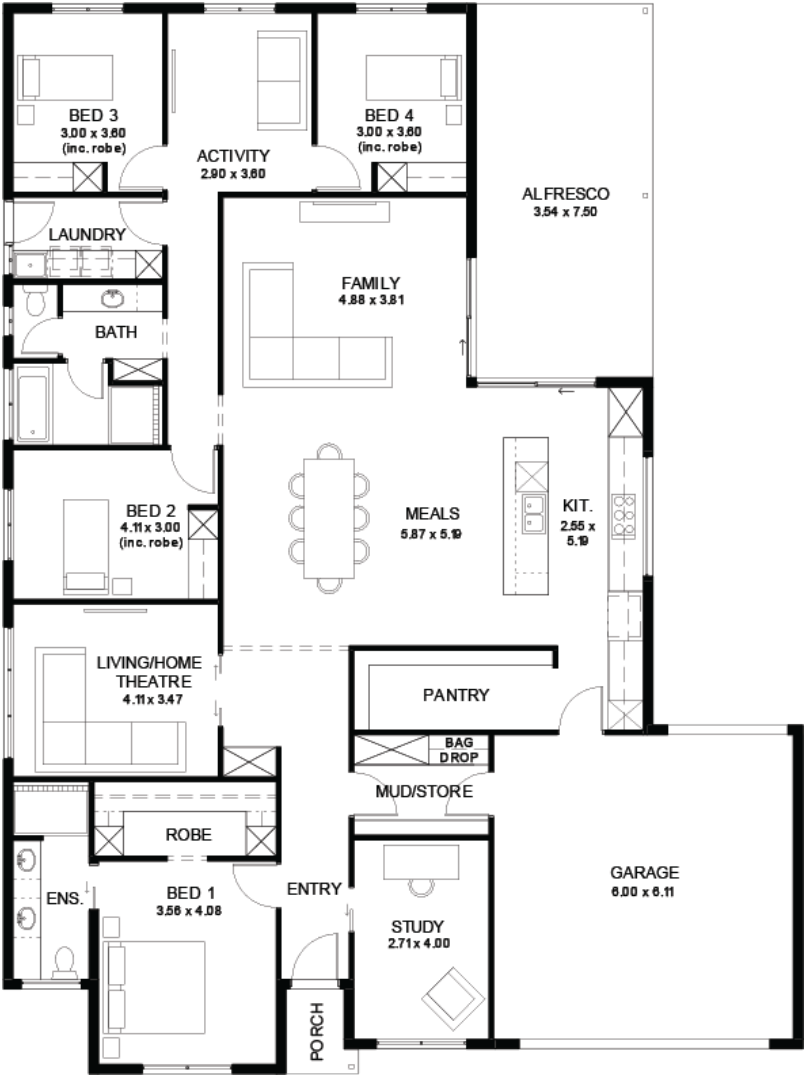 BED 3
3.00 x 3.60
(inc. robe)
ACTIVITY
2.90 x 3.60
BED 4
3.00 x 3.60
(inc. robe)
ALFRESCO
3.54 x 7.50
LAUNDRY
FAMILY
4.88 x 3.81
BATH
BED 2
4.11 x 3.00
(inc. robe)
MEALS
5.87 x 5.19
KIT.
2.55 x
5.19
LIVING/HOME
THEATRE
4.11 x 3.47
PANTRY
BAG
DROP
MUD/STORE
ROBE
GARAGE
6.00 x 6.11
ENS.
BED 1
3.56 x 4.08
ENTRY
STUDY
2.71 x 4.00
PORCH